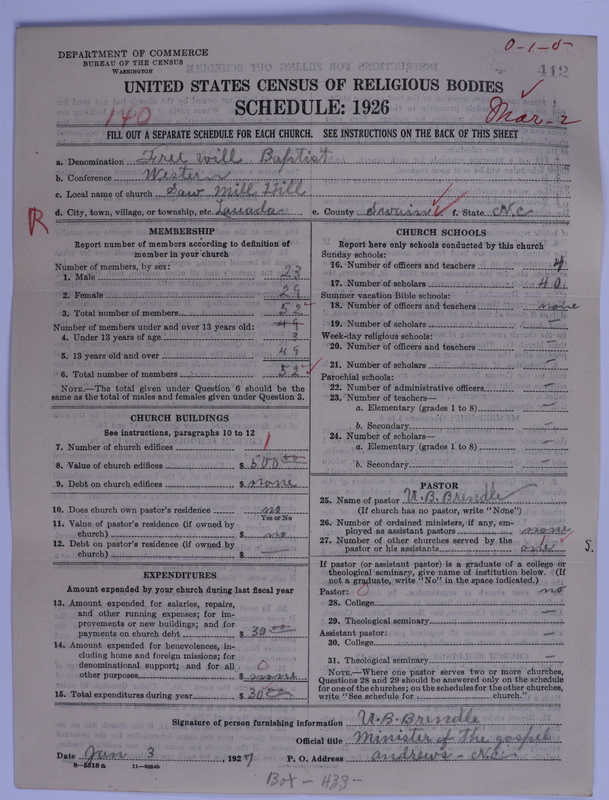 0-1-0
412
DEPARTMENT OF COMMERCE
BUREAU OF THE CENSUS
WASHINGTON
UNITED STATES CENSUS OF RELIGIOUS BODIES
SCHEDULE: 1926
140
Mar-2
FILL OUT A SEPARATE SCHEDULE FOR EACH CHURCH. SEE INSTRUCTIONS ON THE BACK OF THIS SHEET
a. Denomination Free will Baptist
b. Conference Western
c. Local name of church Saw Mill Hill
R d. City, town, village, or township, etc. Lauada e. County Swain f. State N.C.
MEMBERSHIP
Report number of members according to definition of member in your church
Number of members, by sex:
1. Male 23
2. Female 29
3. Total number of members 52
Number of members under and over 13 years old: 49
4. Under 13 years of age 3
5. 13 years old and over 49
6. Total number of members 52
NOTE.—The total given under Question 6 should be the same as the total of males and females given under Question 3.
CHURCH BUILDINGS
See instructions, paragraphs 10 to 12
7. Number of church edifices 1
8. Value of church edifices $ 500.00
9. Debt on church edifices $ none
10. Does church own pastor's residence no
Yes or No
11. Value of pastor's residence (if owned by church) $ no
12. Debt on pastor's residence (if owned by church) $ —
EXPENDITURES
Amount expended by your church during last fiscal year
13. Amount expended for salaries, repairs, and other running expenses; for improvements or new buildings; and for payments on church debt $ 30.00
14. Amount expended for benevolences, including home and foreign missions; for denominational support; and for all other purposes 0 $ none
15. Total expenditures during year $ 30.00
CHURCH SCHOOLS
Report here only schools conducted by this church
Sunday schools:
16. Number of officers and teachers 4
17. Number of scholars 40
Summer vacation Bible schools:
18. Number of officers and teachers none
19. Number of scholars —
Week-day religious schools:
20. Number of officers and teachers —
21. Number of scholars —
Parochial schools:
22. Number of administrative officers —
23. Number of teachers—
a. Elementary (grades 1 to 8) —
b. Secondary —
24. Number of scholars—
a. Elementary (grades 1 to 8) —
b. Secondary —
PASTOR
25. Name of pastor U. B. Brendle
(If church has no pastor, write "None")
26. Number of ordained ministers, if any, employed as assistant pastors none
27. Number of other churches served by the pastor or his assistants one S.
If pastor (or assistant pastor) is a graduate of a college or theological seminary, give name of institution below. (If not a graduate, write "No" in the space indicated.)
Pastor: 0 no
28. College
29. Theological seminary —
Assistant pastor:
30. College —
31. Theological seminary —
NOTE.—Where one pastor serves two or more churches, Questions 28 and 29 should be answered only on the schedule for one of the churches; on the schedules for the other churches, write "See schedule for church."
Signature of person furnishing information U. B. Brendle
Official title Minister of the gospel
Date Jan 3, 1927 P. O. Address Andrews - N.C.
8-5518a 11-9554b
Box - 439 -